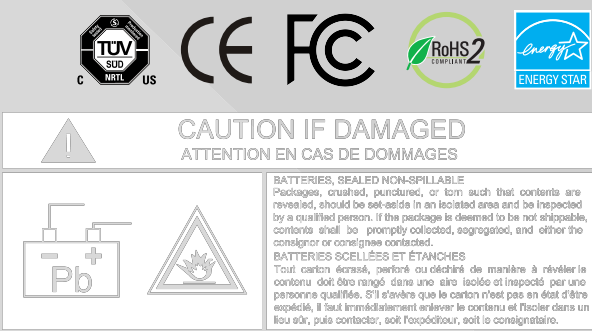 TÜV
SÜD
NRTL
C US
CE
FC
RoHS2
COMPLIANT
energy
ENERGY STAR
CAUTION IF DAMAGED
ATTENTION EN CAS DE DOMMAGES
BATTERIES, SEALED NON-SPILLABLE
Packages, crushed, punctured, or torn such that contents are
revealed, should be set-aside in an isolated area and be inspected
by a qualified person. If the package is deemed to be not shippable,
contents shall be promptly collected, segregated, and either the
consignor or consignee contacted.
BATTERIES SCELLÉES ET ÉTANCHES
Tout carton écrasé, perforé ou déchiré de manière à révéler le
contenu doit être rangé dans une aire isolée et inspecté par une
personne qualifiée. S'il s'avère que le carton n'est pas en état d'être
expédié, il faut immédiatement enlever le contenu et l'isoler dans un
lieu sûr, puis contacter, soit l'expéditeur, soit le consignataire.
- +
Pb